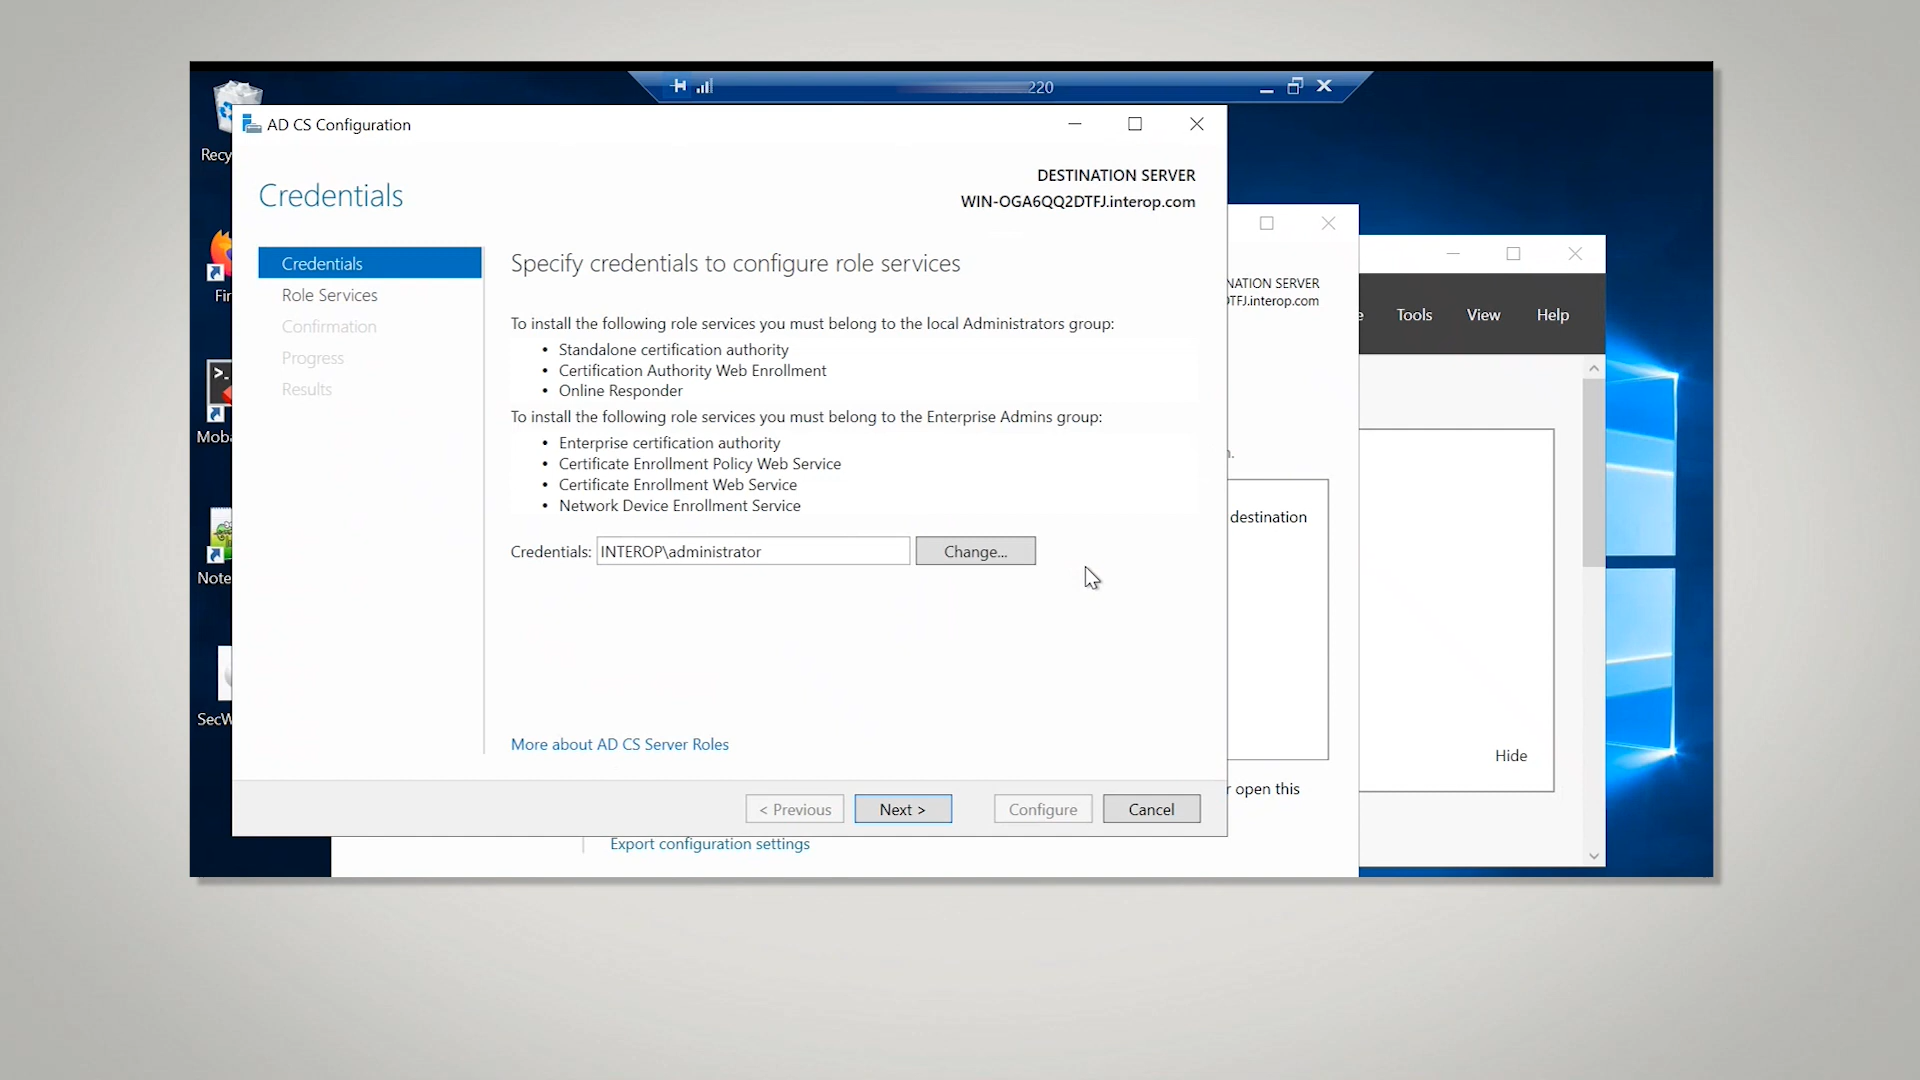 220
Recy
AD CS Configuration
Credentials
DESTINATION SERVER
WIN-OGA6QQ2DTFJ.interop.com
Credentials
Role Services
Confirmation
Progress
Results
Specify credentials to configure role services
To install the following role services you must belong to the local Administrators group:
• Standalone certification authority
• Certification Authority Web Enrollment
• Online Responder
To install the following role services you must belong to the Enterprise Admins group:
• Enterprise certification authority
• Certificate Enrollment Policy Web Service
• Certificate Enrollment Web Service
• Network Device Enrollment Service
Credentials: INTEROP\administrator Change...
More about AD CS Server Roles
< Previous Next > Configure Cancel
Fir
Moba
Note
SecW
NATION SERVER
TFJ.interop.com
n.
destination
r open this
Export configuration settings
e Tools View Help
Hide